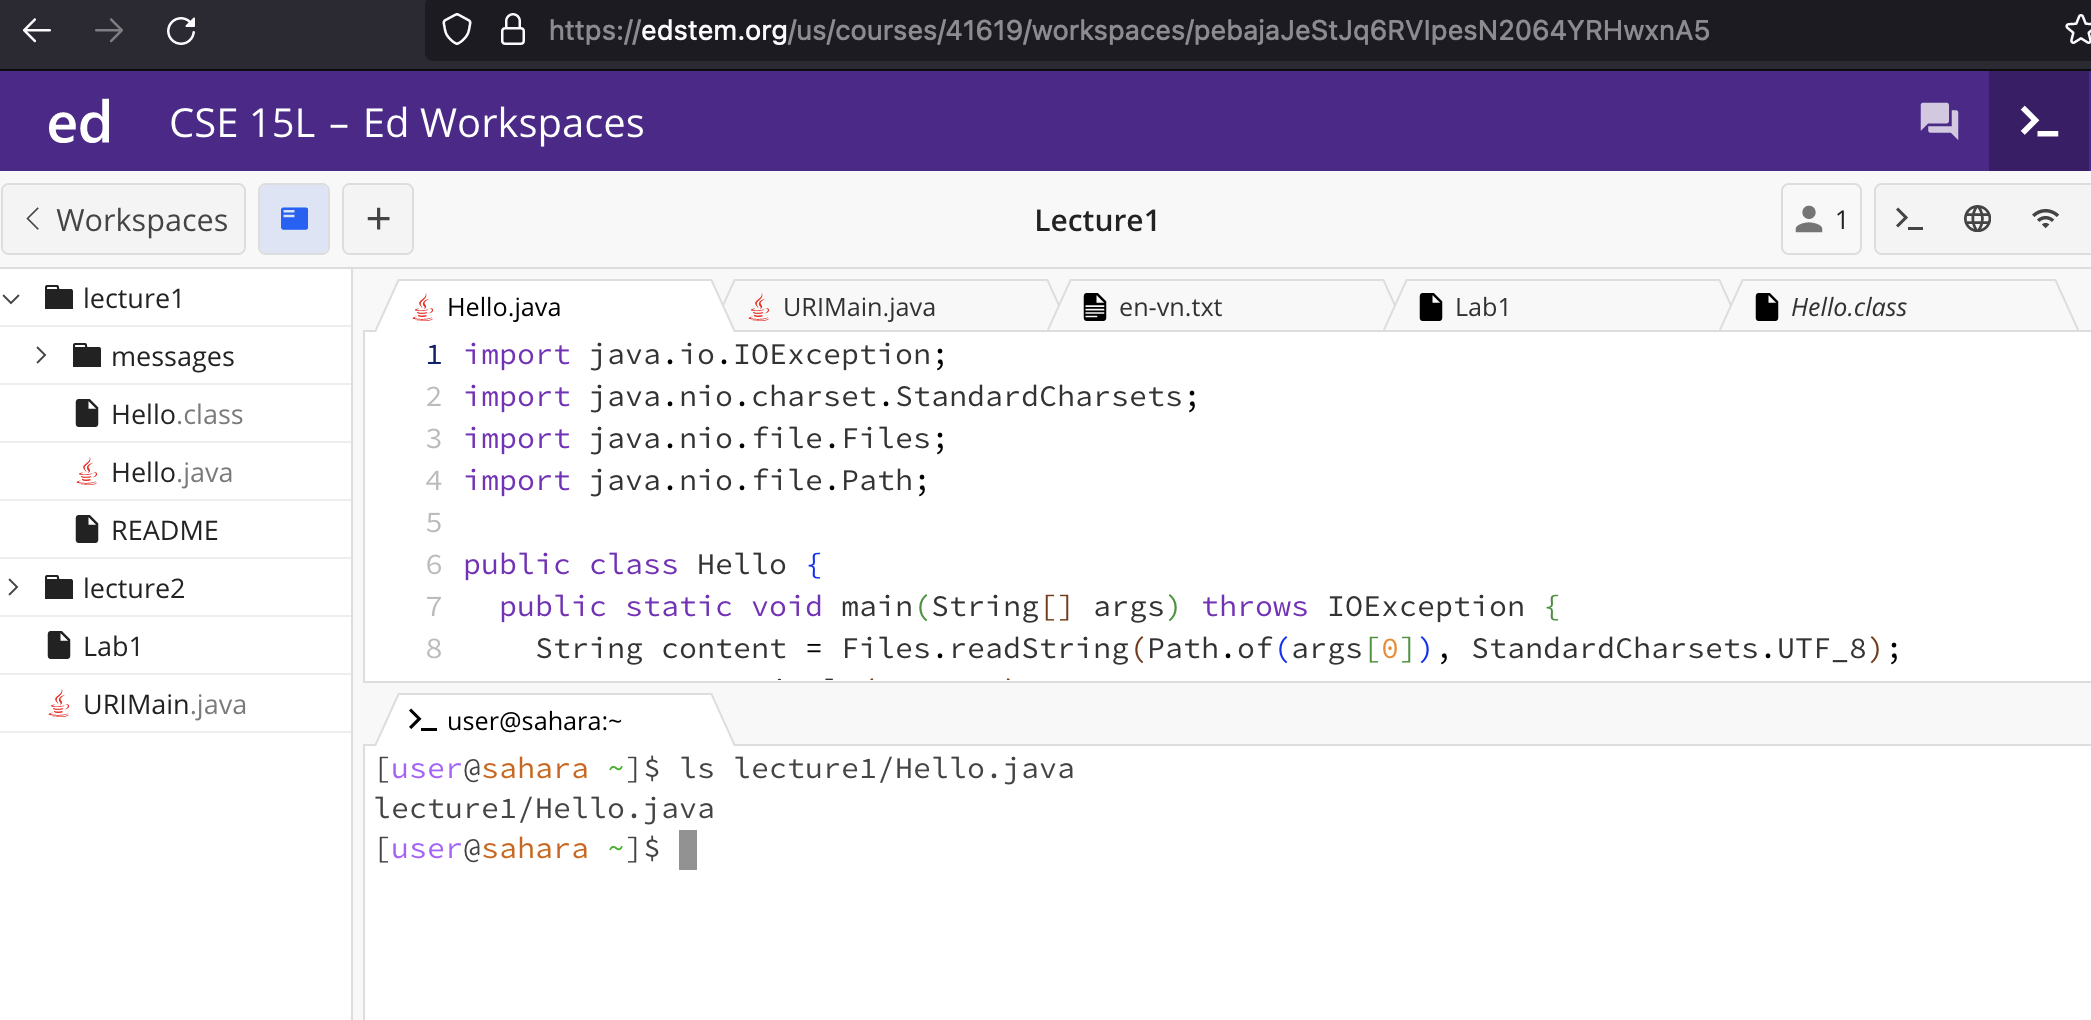 https://edstem.org/us/courses/41619/workspaces/pebajaJeStJq6RVIpesN2064YRHwxnA5
ed CSE 15L – Ed Workspaces
Workspaces
Lecture1
1
lecture1
messages
Hello.class
Hello.java
README
lecture2
Lab1
URIMain.java
Hello.java URIMain.java en-vn.txt Lab1 Hello.class
1 import java.io.IOException;
2 import java.nio.charset.StandardCharsets;
3 import java.nio.file.Files;
4 import java.nio.file.Path;
5
6 public class Hello {
7 public static void main(String[] args) throws IOException {
8 String content = Files.readString(Path.of(args[0]), StandardCharsets.UTF_8);
user@sahara:~
[user@sahara ~]$ ls lecture1/Hello.java
lecture1/Hello.java
[user@sahara ~]$